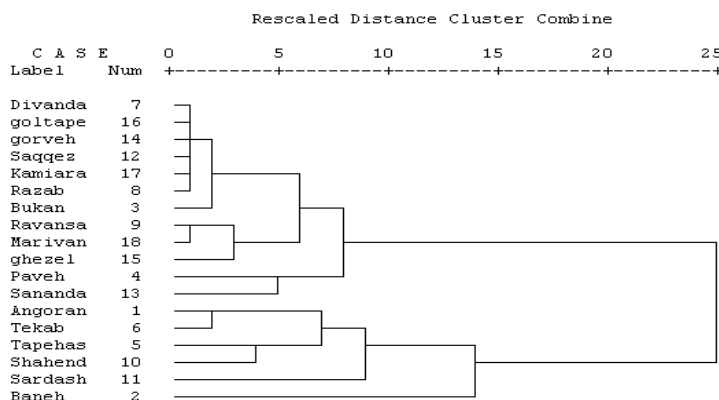 Rescaled Distance Cluster Combine
C A S E 0 5 10 15 20 25
Label Num
Divanda 7
goltape 16
gorveh 14
Saqqez 12
Kamiara 17
Razab 8
Bukan 3
Ravansa 9
Marivan 18
ghezel 15
Paveh 4
Sananda 13
Angoran 1
Tekab 6
Tapehas 5
Shahend 10
Sardash 11
Baneh 2